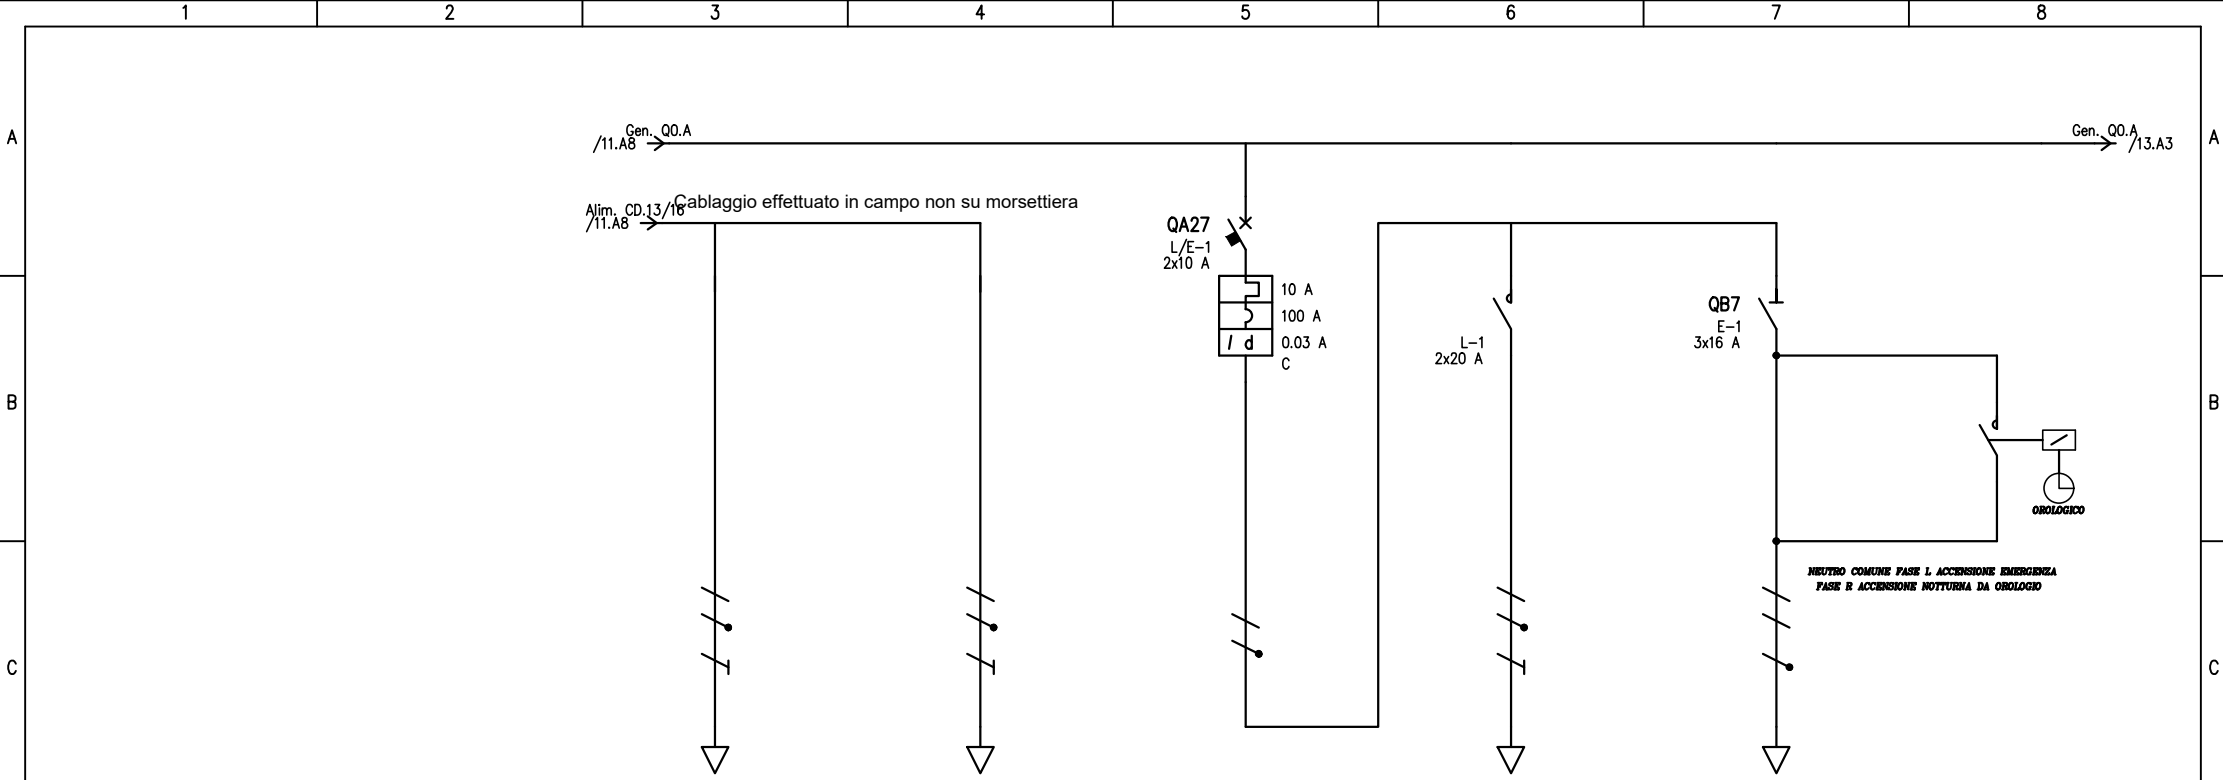 1 2 3 4 5 6 7 8
A A
Gen. Q0.A
/11.A8
Gen. Q0.A
/13.A3
Alim. CD.13/16
/11.A8
Cablaggio effettuato in campo non su morsettiera
QA27
L/E-1
2x10 A
10 A
100 A
I d 0.03 A
C
L-1
2x20 A
QB7
E-1
3x16 A
B B
OROLOGICO
NEUTRO COMUNE FASE L ACCENSIONE EMERGENZA
FASE R ACCENSIONE NOTTURNA DA OROLOGIO
C C